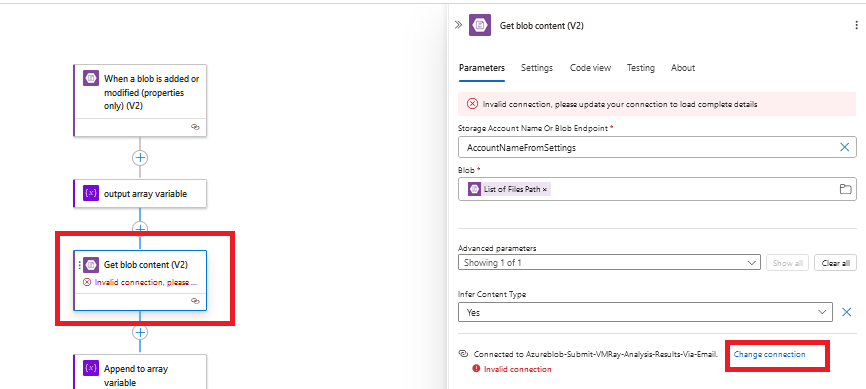 When a blob is added or
modified (properties
only) (V2)
{x} output array variable
Get blob content (V2)
Invalid connection, please ...
{x} Append to array
variable
Get blob content (V2)
Parameters Settings Code view Testing About
Invalid connection, please update your connection to load complete details
Storage Account Name Or Blob Endpoint *
AccountNameFromSettings
Blob *
List of Files Path ×
Advanced parameters
Showing 1 of 1 Show all Clear all
Infer Content Type
Yes
Connected to Azureblob-Submit-VMRay-Analysis-Results-Via-Email. Change connection
Invalid connection